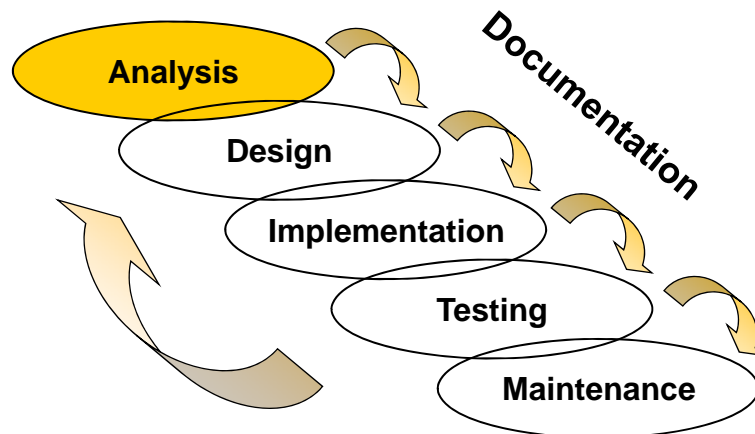 Analysis
Documentation
Design
Implementation
Testing
Maintenance